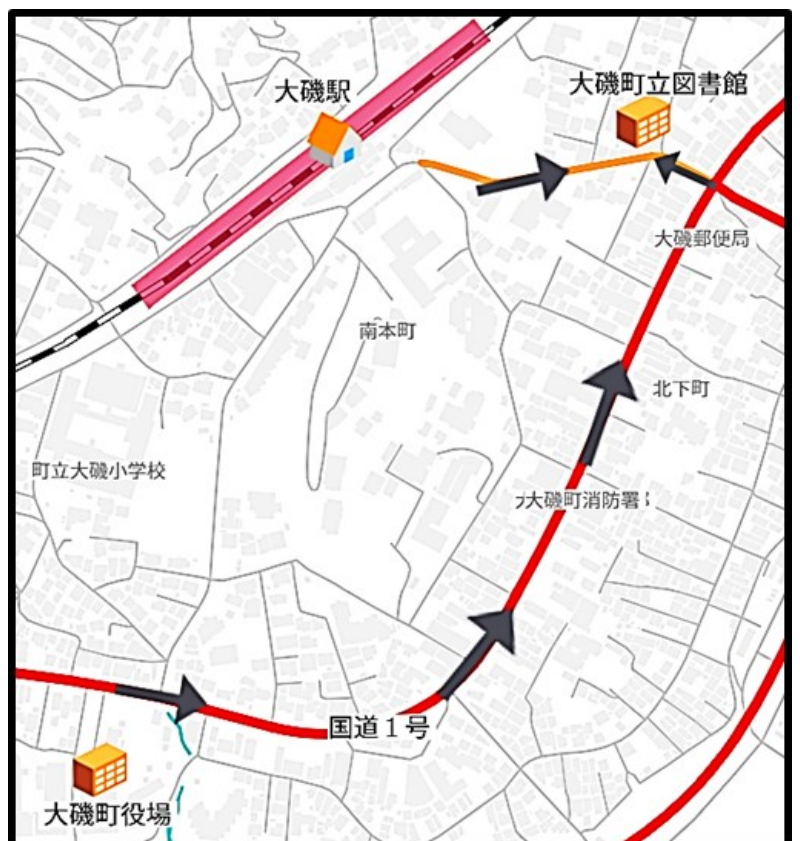 大磯駅
大磯町立図書館
大磯郵便局
南本町
北下町
町立大磯小学校
大磯町消防署
国道1号
大磯町役場